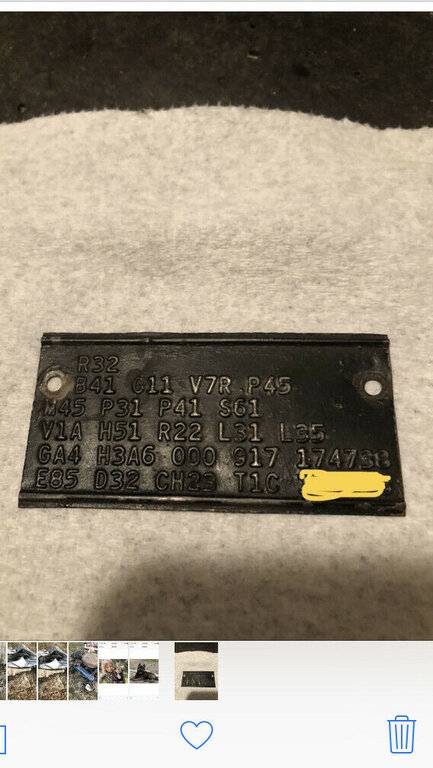 R32
B41 G11 V7R P45
M45 P31 P41 S61
V1A H51 R22 L31 L35
GA4 H3A6 000 917 174738
E85 D32 CH23 T1C